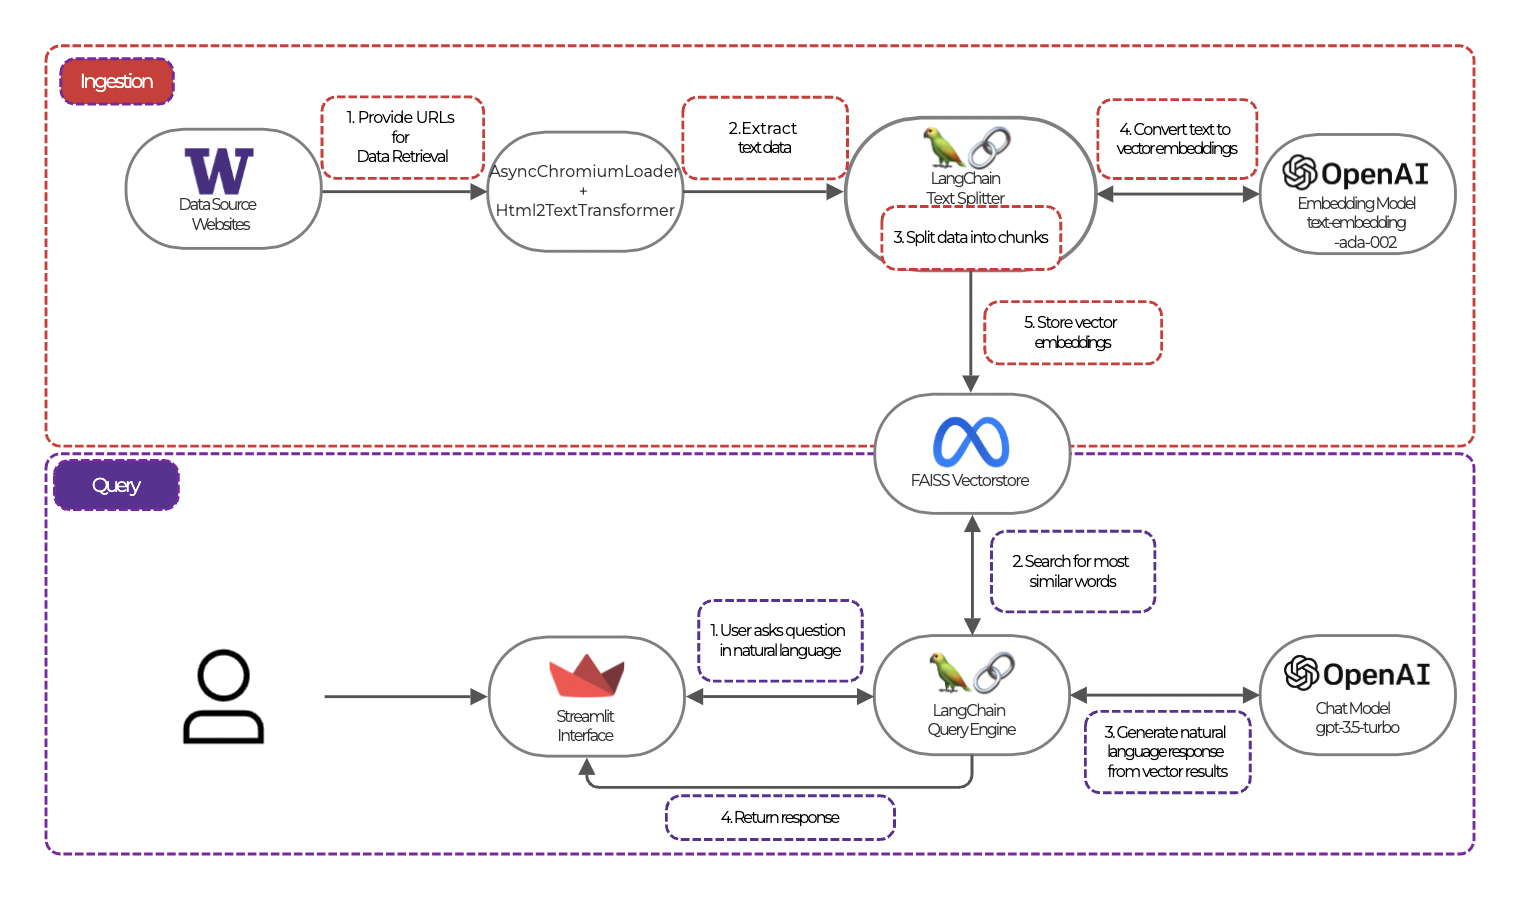 Ingestion
1. Provide URLs
for
Data Retrieval
2.Extract
text data
4. Convert text to
vector embeddings
W
Data Source
Websites
AsyncChromiumLoader
+
Html2TextTransformer
LangChain
Text Splitter
3. Split data into chunks
OpenAI
Embedding Model
text-embedding
-ada-002
5. Store vector
embeddings
FAISS Vectorstore
Query
2. Search for most
similar words
1. User asks question
in natural language
Streamlit
Interface
LangChain
Query Engine
OpenAI
Chat Model
gpt-3.5-turbo
3. Generate natural
language response
from vector results
4. Return response